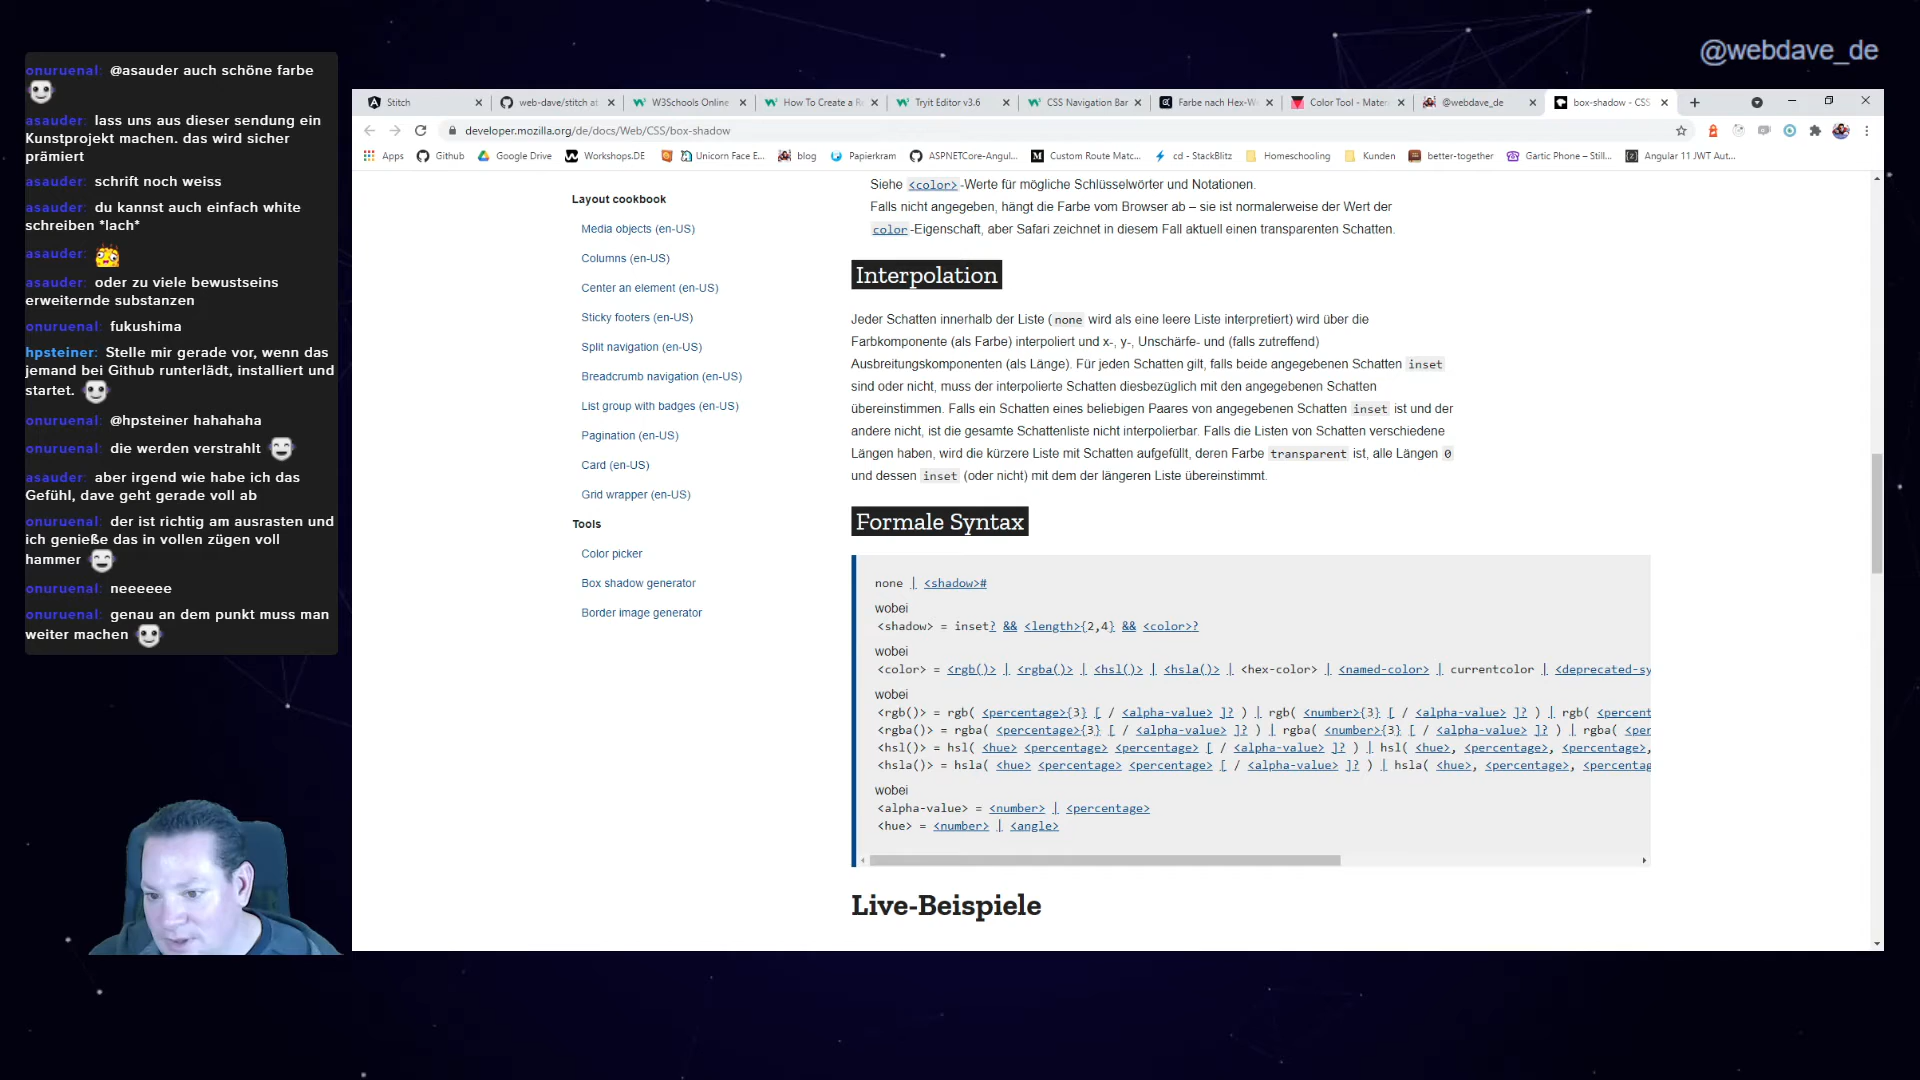 @webdave_de
onuruenal: @asauder auch schöne farbe
asauder: lass uns aus dieser sendung ein
Kunstprojekt machen. das wird sicher
prämiert
asauder: schrift noch weiss
asauder: du kannst auch einfach white
schreiben *lach*
asauder:
asauder: oder zu viele bewustseins
erweiternde substanzen
onuruenal: fukushima
hpsteiner: Stelle mir gerade vor, wenn das
jemand bei Github runterlädt, installiert und
startet.
onuruenal: @hpsteiner hahahaha
onuruenal: die werden verstrahlt
asauder: aber irgend wie habe ich das
Gefühl, dave geht gerade voll ab
onuruenal: der ist richtig am ausrasten und
ich genieße das in vollen zügen voll
hammer
onuruenal: neeeeee
onuruenal: genau an dem punkt muss man
weiter machen
Stitch web-dave/stitch at W3Schools Online How To Create a R Tryit Editor v3.6 CSS Navigation Bar Farbe nach Hex-W Color Tool - Mater @webdave_de box-shadow - CSS
developer.mozilla.org/de/docs/Web/CSS/box-shadow
Apps Github Google Drive Workshops.DE Unicorn Face E... blog Papierkram ASPNETCore-Angul... Custom Route Matc... cd - StackBlitz Homeschooling Kunden better-together Gartic Phone – Still... Angular 11 JWT Aut...
Layout cookbook
Media objects (en-US)
Columns (en-US)
Center an element (en-US)
Sticky footers (en-US)
Split navigation (en-US)
Breadcrumb navigation (en-US)
List group with badges (en-US)
Pagination (en-US)
Card (en-US)
Grid wrapper (en-US)
Tools
Color picker
Box shadow generator
Border image generator
Siehe <color>-Werte für mögliche Schlüsselwörter und Notationen.
Falls nicht angegeben, hängt die Farbe vom Browser ab – sie ist normalerweise der Wert der
color-Eigenschaft, aber Safari zeichnet in diesem Fall aktuell einen transparenten Schatten.
Interpolation
Jeder Schatten innerhalb der Liste (none wird als eine leere Liste interpretiert) wird über die
Farbkomponente (als Farbe) interpoliert und x-, y-, Unschärfe- und (falls zutreffend)
Ausbreitungskomponenten (als Länge). Für jeden Schatten gilt, falls beide angegebenen Schatten inset
sind oder nicht, muss der interpolierte Schatten diesbezüglich mit den angegebenen Schatten
übereinstimmen. Falls ein Schatten eines beliebigen Paares von angegebenen Schatten inset ist und der
andere nicht, ist die gesamte Schattenliste nicht interpolierbar. Falls die Listen von Schatten verschiedene
Längen haben, wird die kürzere Liste mit Schatten aufgefüllt, deren Farbe transparent ist, alle Längen 0
und dessen inset (oder nicht) mit dem der längeren Liste übereinstimmt.
Formale Syntax
none | <shadow>#
wobei
<shadow> = inset? && <length>{2,4} && <color>?
wobei
<color> = <rgb()> | <rgba()> | <hsl()> | <hsla()> | <hex-color> | <named-color> | currentcolor | <deprecated-sy
wobei
<rgb()> = rgb( <percentage>{3} [ / <alpha-value> ]? ) | rgb( <number>{3} [ / <alpha-value> ]? ) | rgb( <percent
<rgba()> = rgba( <percentage>{3} [ / <alpha-value> ]? ) | rgba( <number>{3} [ / <alpha-value> ]? ) | rgba( <per
<hsl()> = hsl( <hue> <percentage> <percentage> [ / <alpha-value> ]? ) | hsl( <hue>, <percentage>, <percentage>,
<hsla()> = hsla( <hue> <percentage> <percentage> [ / <alpha-value> ]? ) | hsla( <hue>, <percentage>, <percentag
wobei
<alpha-value> = <number> | <percentage>
<hue> = <number> | <angle>
Live-Beispiele